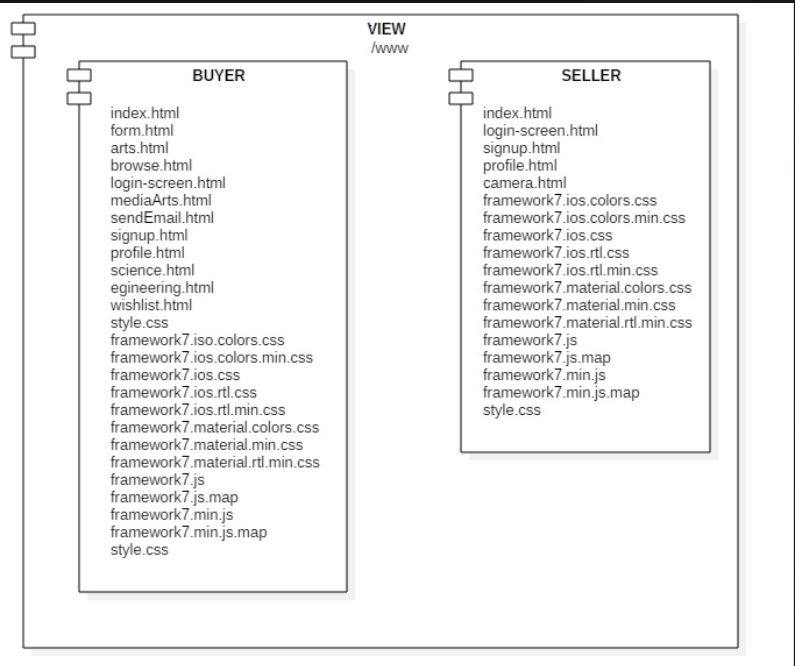 VIEW
/www
BUYER
index.html
form.html
arts.html
browse.html
login-screen.html
mediaArts.html
sendEmail.html
signup.html
profile.html
science.html
egineering.html
wishlist.html
style.css
framework7.iso.colors.css
framework7.ios.colors.min.css
framework7.ios.css
framework7.ios.rtl.css
framework7.ios.rtl.min.css
framework7.material.colors.css
framework7.material.min.css
framework7.material.rtl.min.css
framework7.js
framework7.js.map
framework7.min.js
framework7.min.js.map
style.css
SELLER
index.html
login-screen.html
signup.html
profile.html
camera.html
framework7.ios.colors.css
framework7.ios.colors.min.css
framework7.ios.css
framework7.ios.rtl.css
framework7.ios.rtl.min.css
framework7.material.colors.css
framework7.material.min.css
framework7.material.rtl.min.css
framework7.js
framework7.js.map
framework7.min.js
framework7.min.js.map
style.css